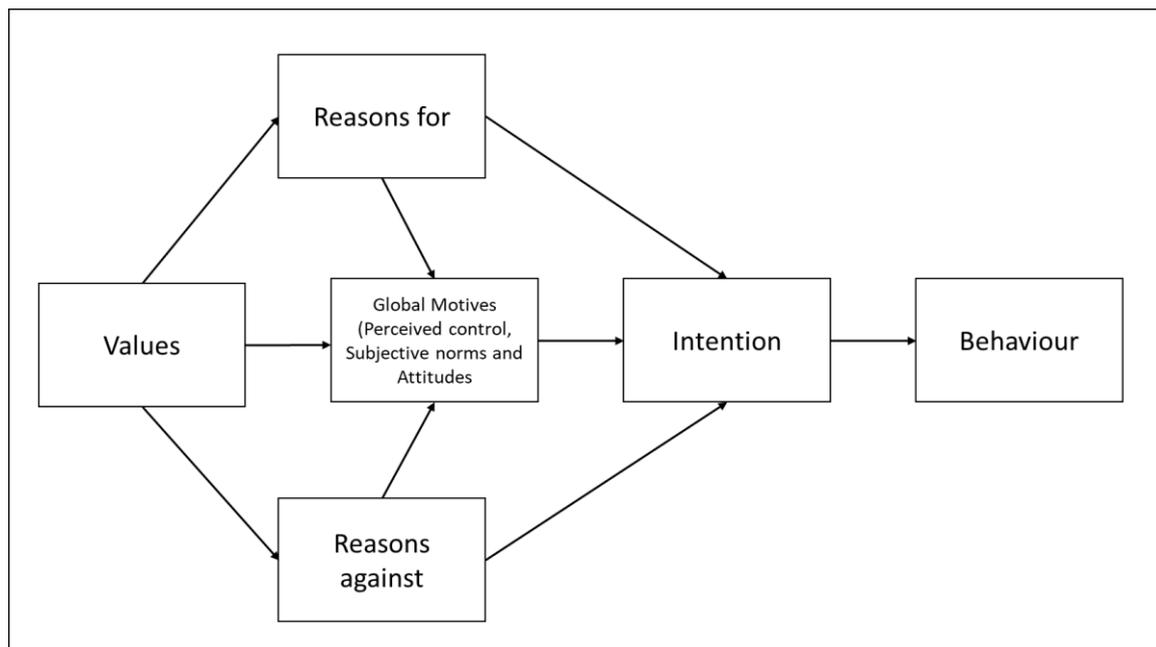 Reasons for
Values
Global Motives
(Perceived control,
Subjective norms and
Attitudes
Intention
Behaviour
Reasons
against